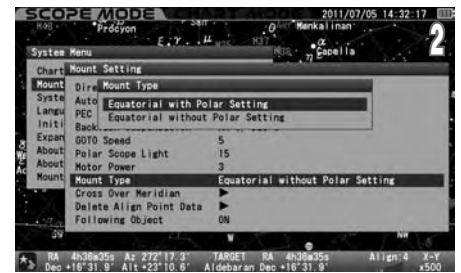 SCOPE MODE
2011/07/05 14:32:17
2
Procyon
Menkalinan
α
Capella
η
E.γ.
μ
System Menu
Chart
Mount
Syste
Langu
Initi
Expan
About
About
Mount
Mount Setting
Dire
Auto
PEC
Mount Type
Equatorial with Polar Setting
Equatorial without Polar Setting
GOTO Speed 5
Polar Scope Light 15
Motor Power 3
Mount Type Equatorial without Polar Setting
Cross Over Meridian ▶
Delete Align Point Data ▶
Following Object ON
W
RA 4h36m35s Az 272°17.3' TARGET RA 4h36m35s Align:4 X-Y
Dec +16°31.9' Alt +23°10.6' Aldebaran Dec +16°31.9' x500